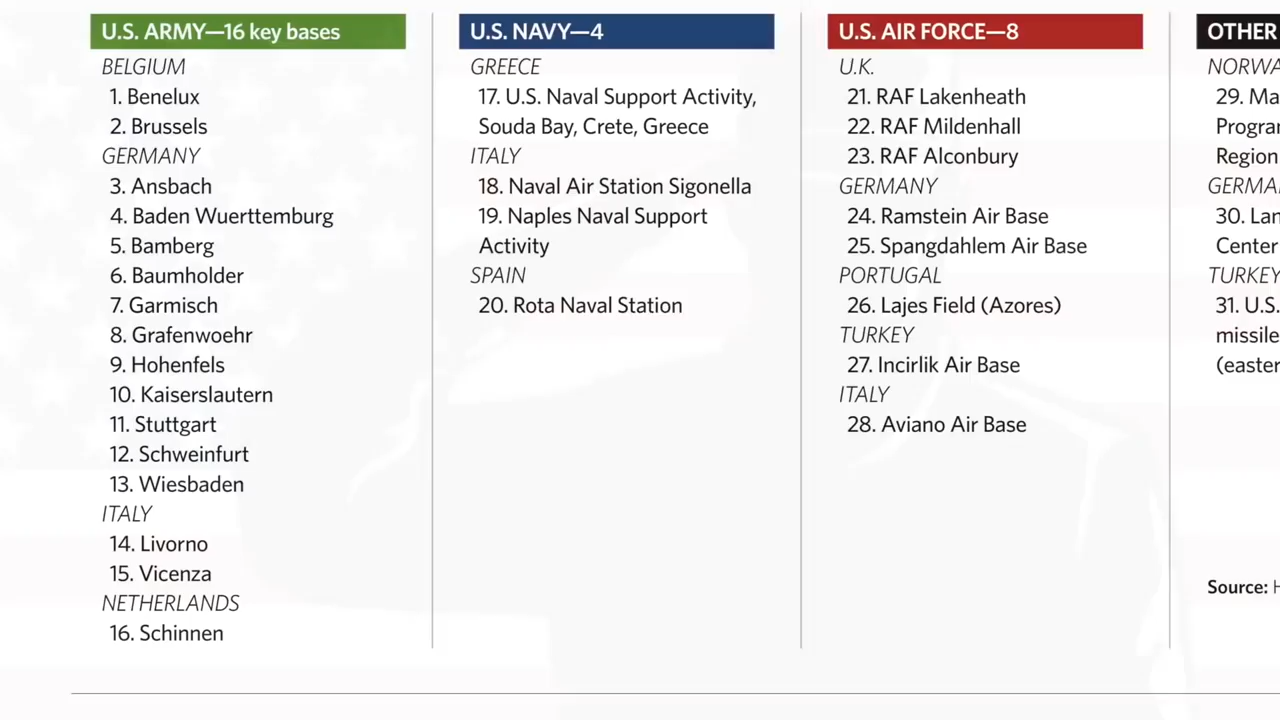 U.S. ARMY—16 key bases
BELGIUM
1. Benelux
2. Brussels
GERMANY
3. Ansbach
4. Baden Wuerttemburg
5. Bamberg
6. Baumholder
7. Garmisch
8. Grafenwoehr
9. Hohenfels
10. Kaiserslautern
11. Stuttgart
12. Schweinfurt
13. Wiesbaden
ITALY
14. Livorno
15. Vicenza
NETHERLANDS
16. Schinnen
U.S. NAVY—4
GREECE
17. U.S. Naval Support Activity,
Souda Bay, Crete, Greece
ITALY
18. Naval Air Station Sigonella
19. Naples Naval Support
Activity
SPAIN
20. Rota Naval Station
U.S. AIR FORCE—8
U.K.
21. RAF Lakenheath
22. RAF Mildenhall
23. RAF Alconbury
GERMANY
24. Ramstein Air Base
25. Spangdahlem Air Base
PORTUGAL
26. Lajes Field (Azores)
TURKEY
27. Incirlik Air Base
ITALY
28. Aviano Air Base
OTHER
29.
Region
30.
Center
TURKEY
31. U.S.
missile
Source: